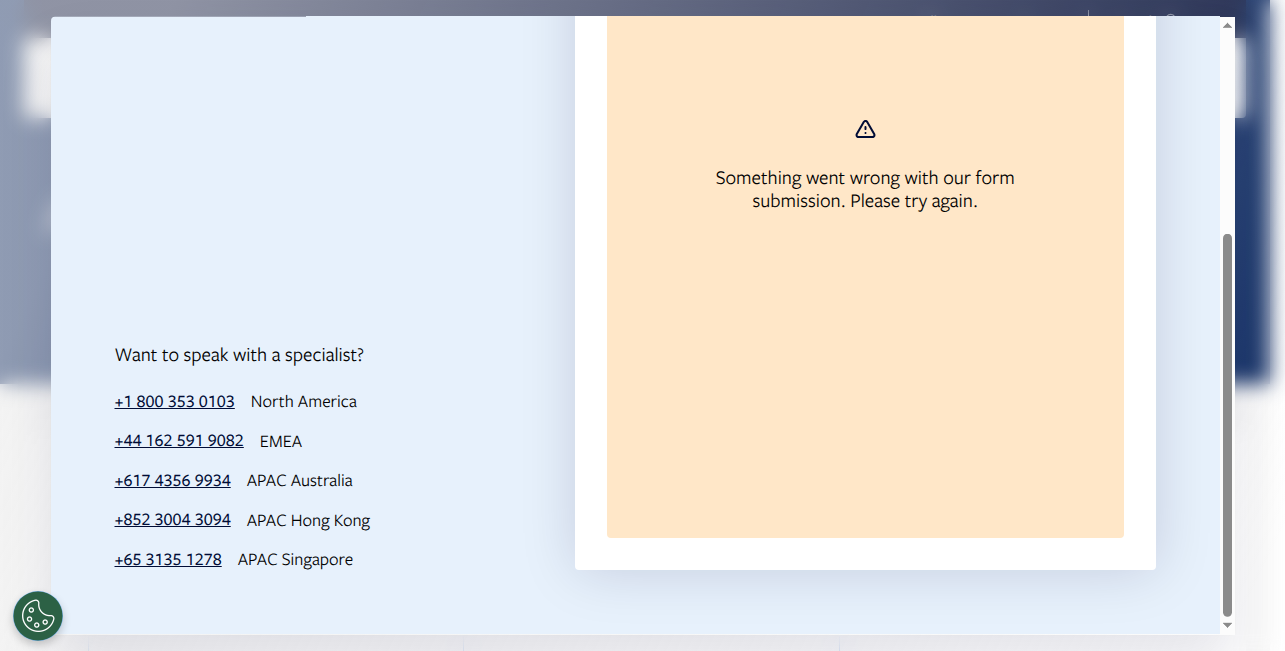 Something went wrong with our form
submission. Please try again.
Want to speak with a specialist?
+1 800 353 0103 North America
+44 162 591 9082 EMEA
+617 4356 9934 APAC Australia
+852 3004 3094 APAC Hong Kong
+65 3135 1278 APAC Singapore